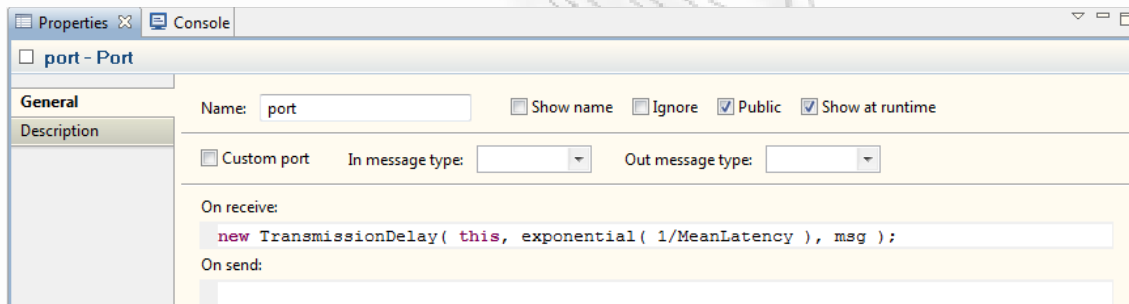 Properties Console
port - Port
General
Description
Name: port Show name Ignore Public Show at runtime
Custom port In message type: Out message type:
On receive:
new TransmissionDelay( this, exponential( 1/MeanLatency ), msg );
On send: